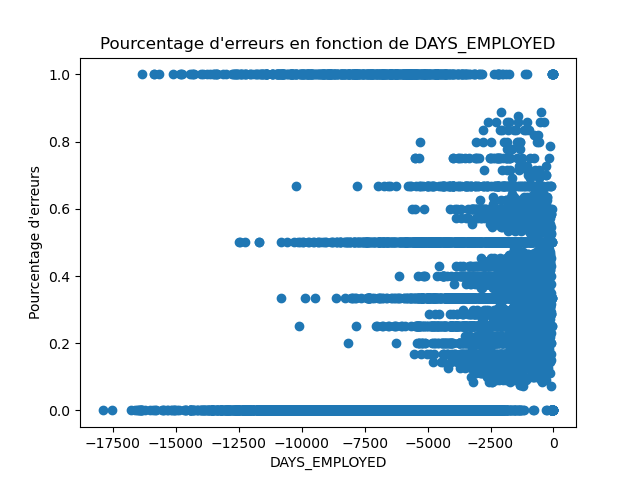 Pourcentage d'erreurs en fonction de DAYS_EMPLOYED
1.0
0.8
0.6
0.4
0.2
0.0
Pourcentage d'erreurs
−17500 −15000 −12500 −10000 −7500 −5000 −2500 0
DAYS_EMPLOYED